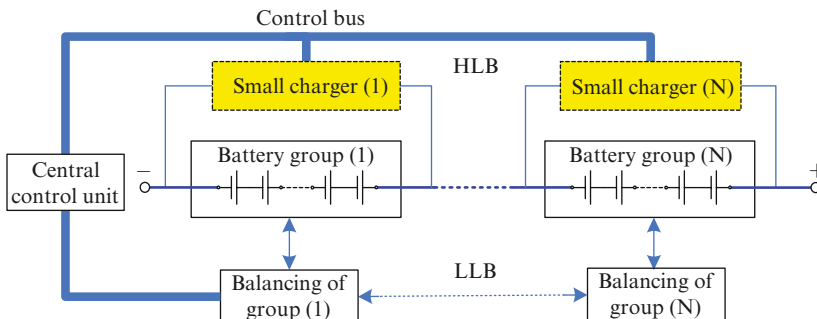 Control bus
HLB
Small charger (1)
Small charger (N)
Central
control unit
−
Battery group (1)
Battery group (N)
+
LLB
Balancing of
group (1)
Balancing of
group (N)